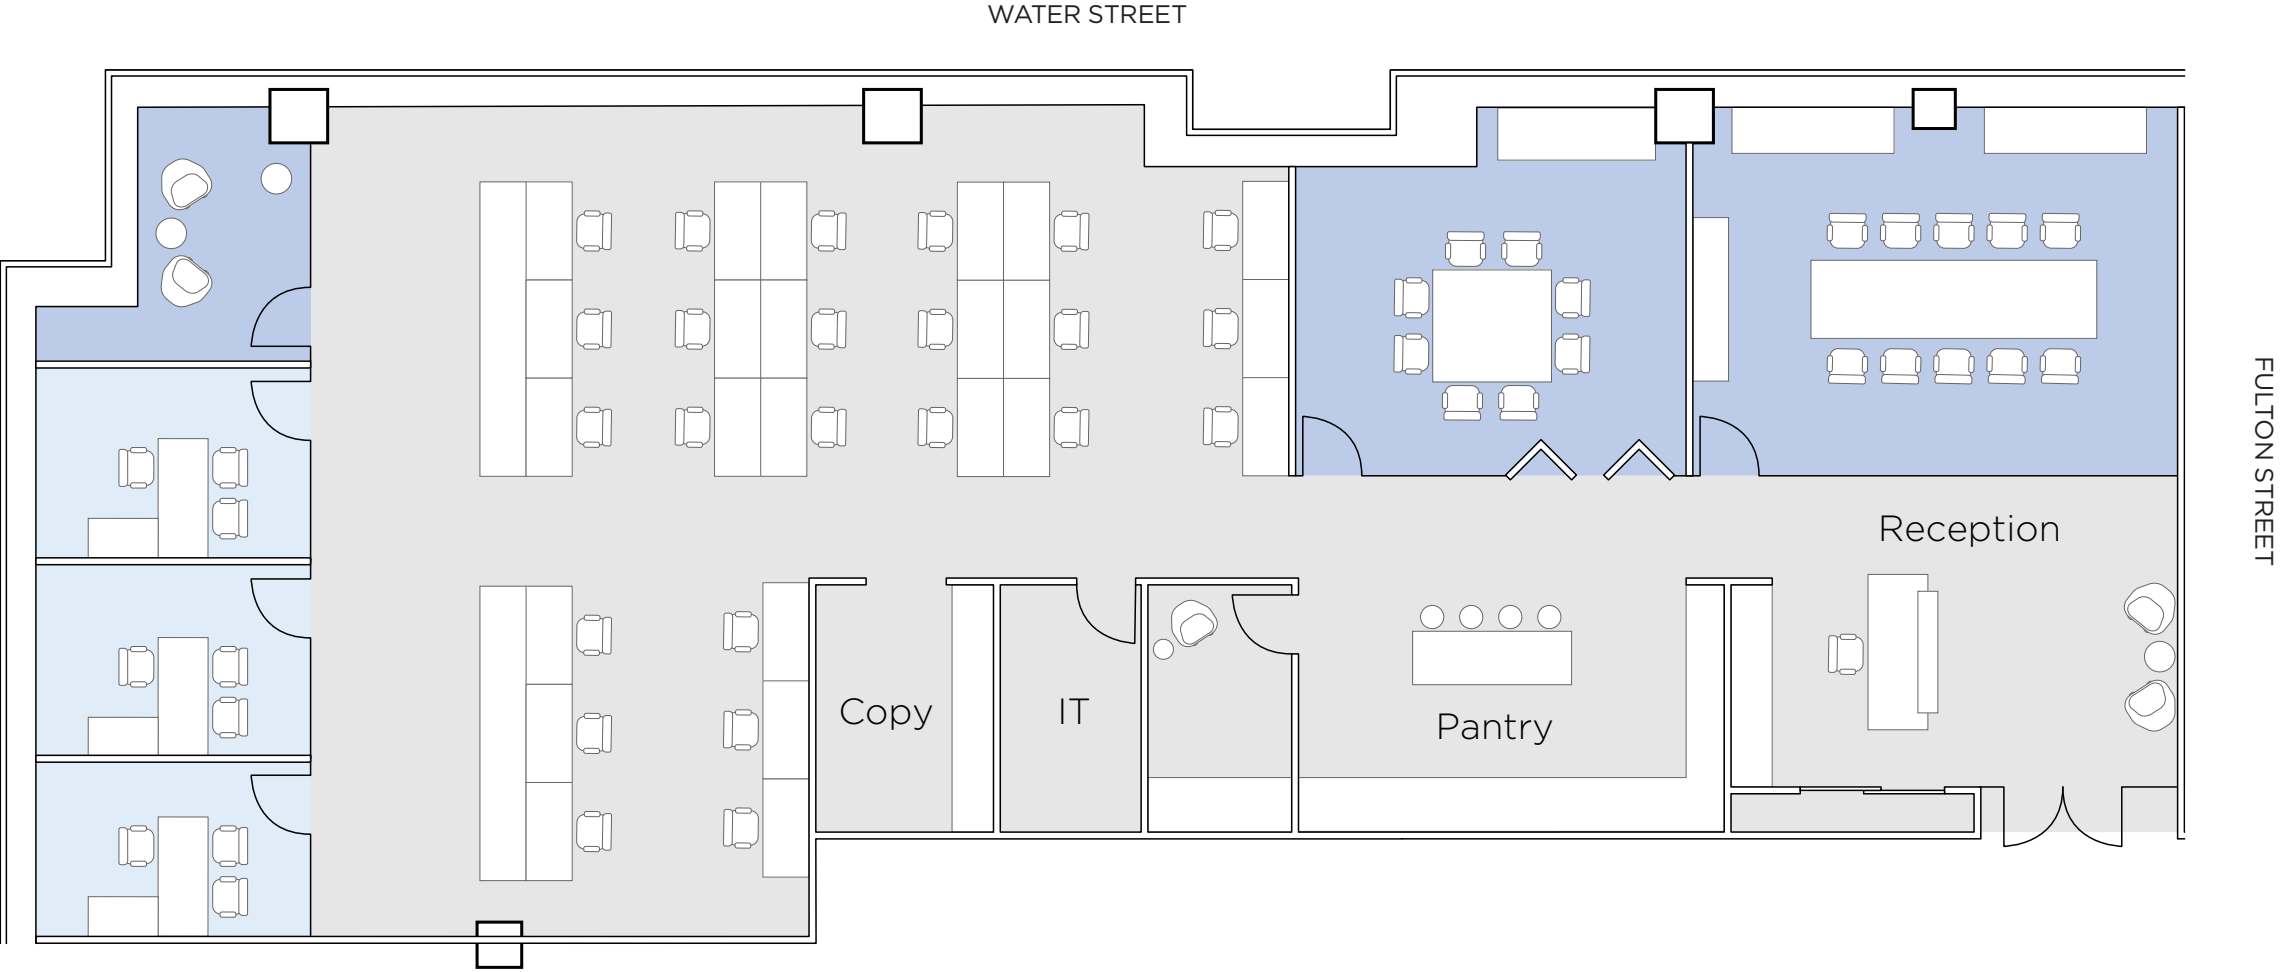 WATER STREET
FULTON STREET
Reception
Copy
IT
Pantry